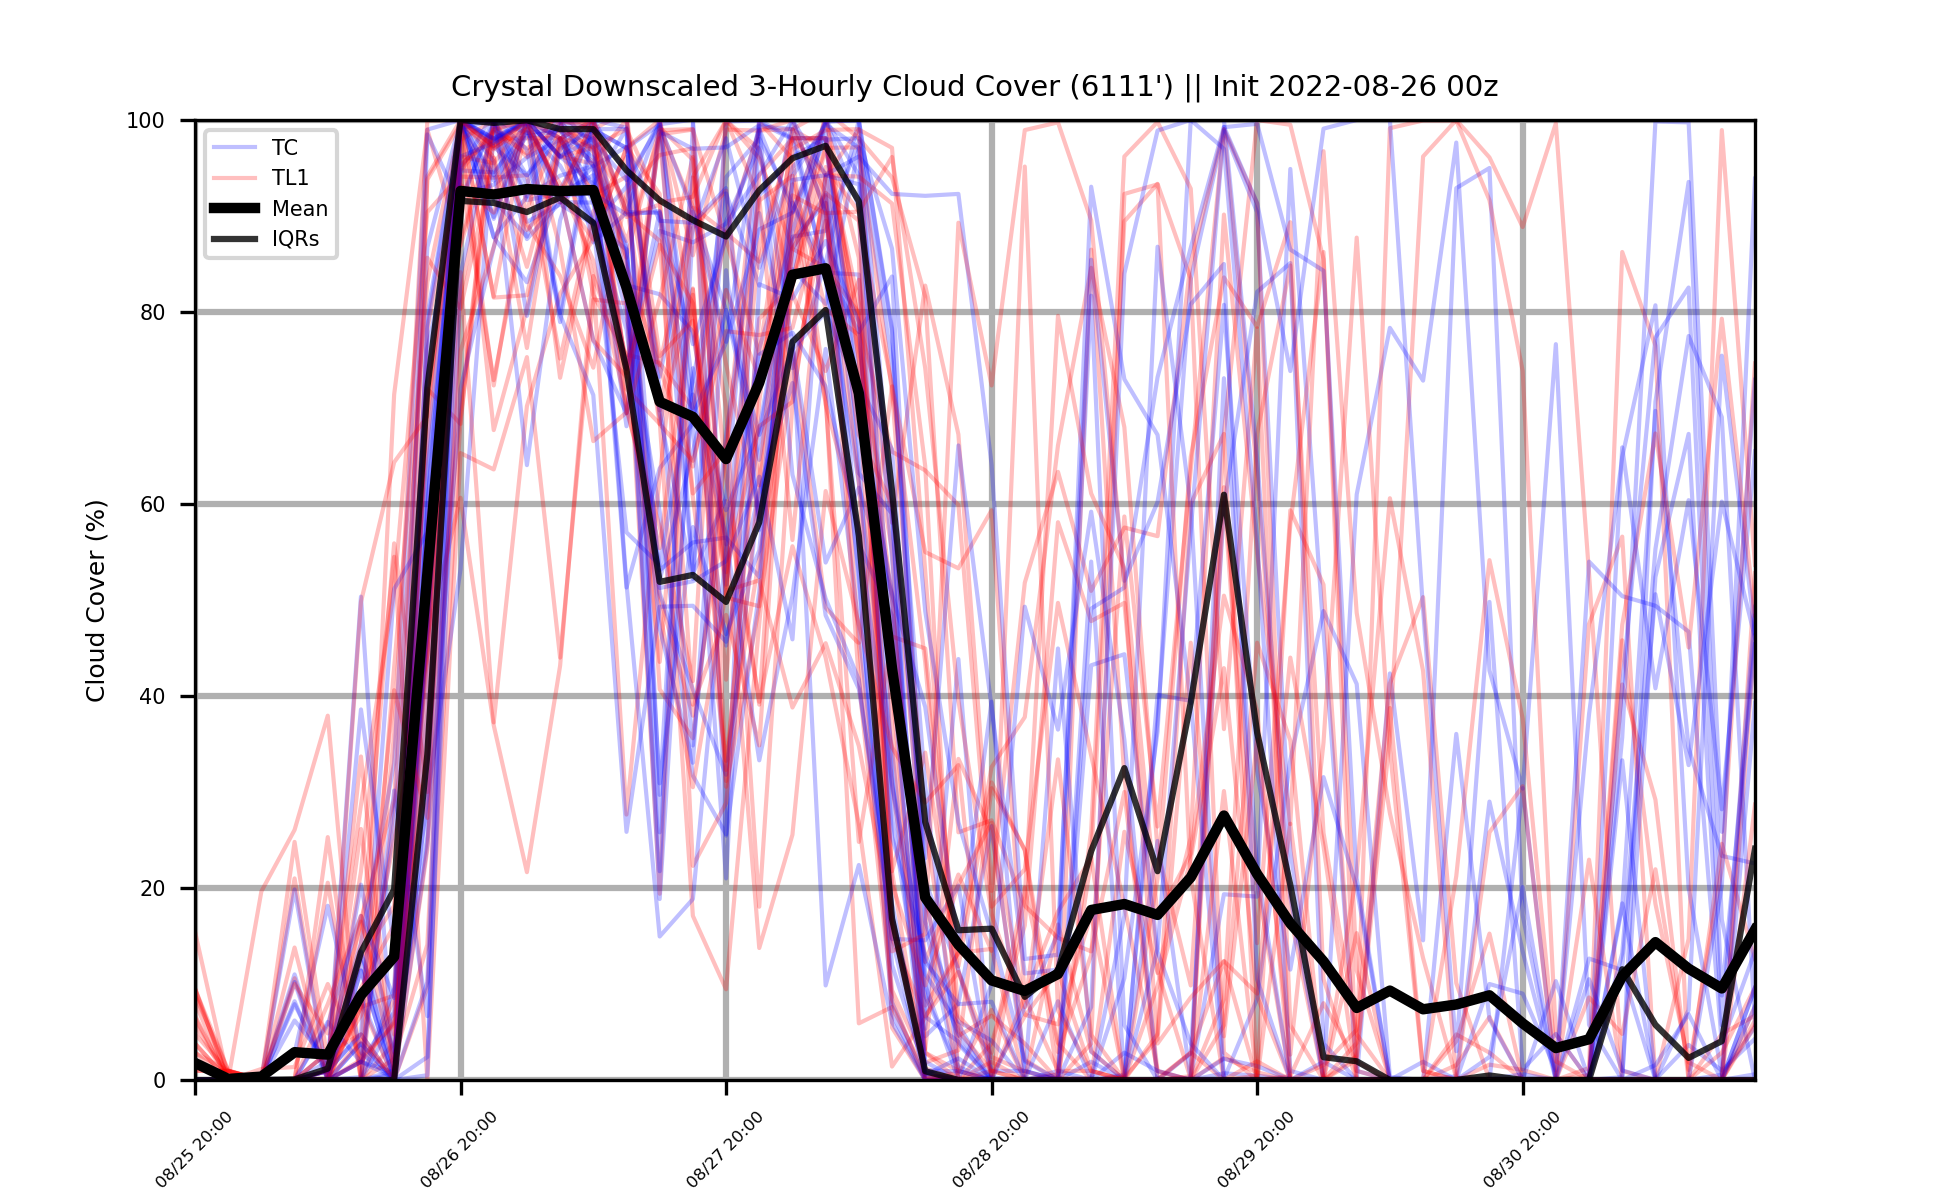 Crystal Downscaled 3-Hourly Cloud Cover (6111') || Init 2022-08-26 00z
TC
TL1
Mean
IQRs
Cloud Cover (%)
100
80
60
40
20
0
08/25 20:00
08/26 20:00
08/27 20:00
08/28 20:00
08/29 20:00
08/30 20:00